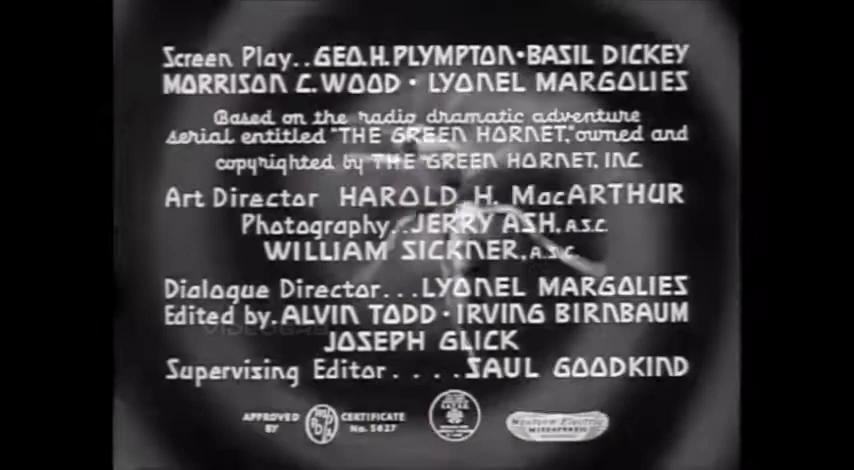 Screen Play..GEO.H.PLYMPTON•BASIL DICKEY
MORRISON C.WOOD • LYONEL MARGOLIES
Based on the radio dramatic adventure
serial entitled "THE GREEN HORNET,"owned and
copyrighted by THE GREEN HORNET, INC.
Art Director HAROLD H. MacARTHUR
Photography..JERRY ASH, A.S.C.
WILLIAM SICKNER, A.S.C.
Dialogue Director...LYONEL MARGOLIES
Edited by.ALVIN TODD•IRVING BIRNBAUM
JOSEPH GLICK
Supervising Editor....SAUL GOODKIND
APPROVED BY
CERTIFICATE No. 5827
Western Electric